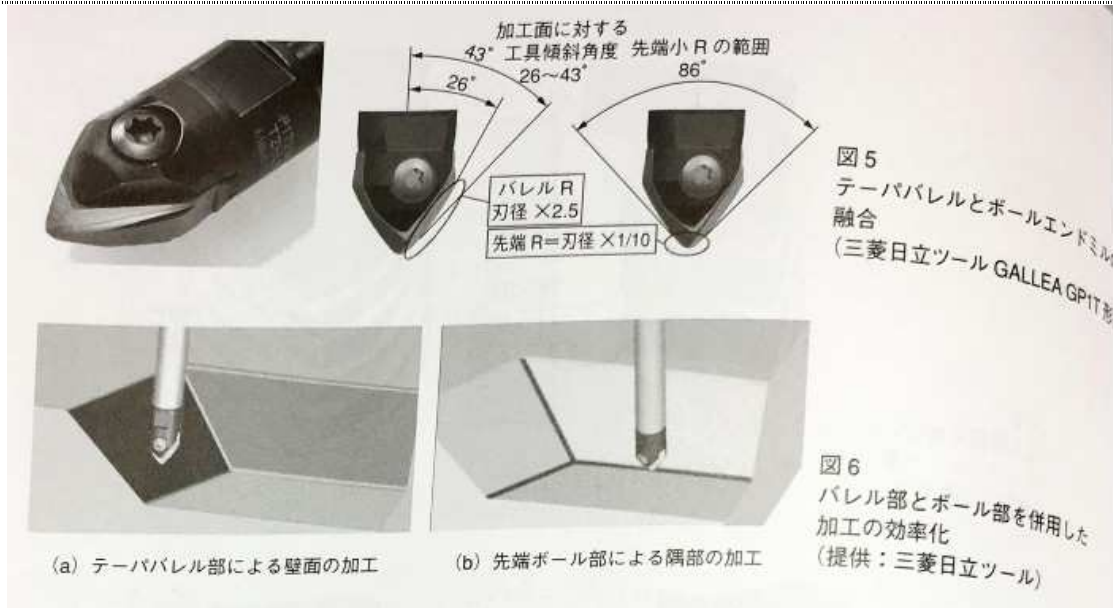 加工面に対する
工具傾斜角度
26〜43°
43°
26°
先端小 R の範囲
86°
バレル R
刃径 ×2.5
先端 R=刃径 ×1/10
図 5
テーパバレルとボールエンドミルの
融合
(三菱日立ツール GALLEA GP1T 形
(a) テーパバレル部による壁面の加工
(b) 先端ボール部による隅部の加工
図 6
バレル部とボール部を併用した
加工の効率化
(提供：三菱日立ツール)